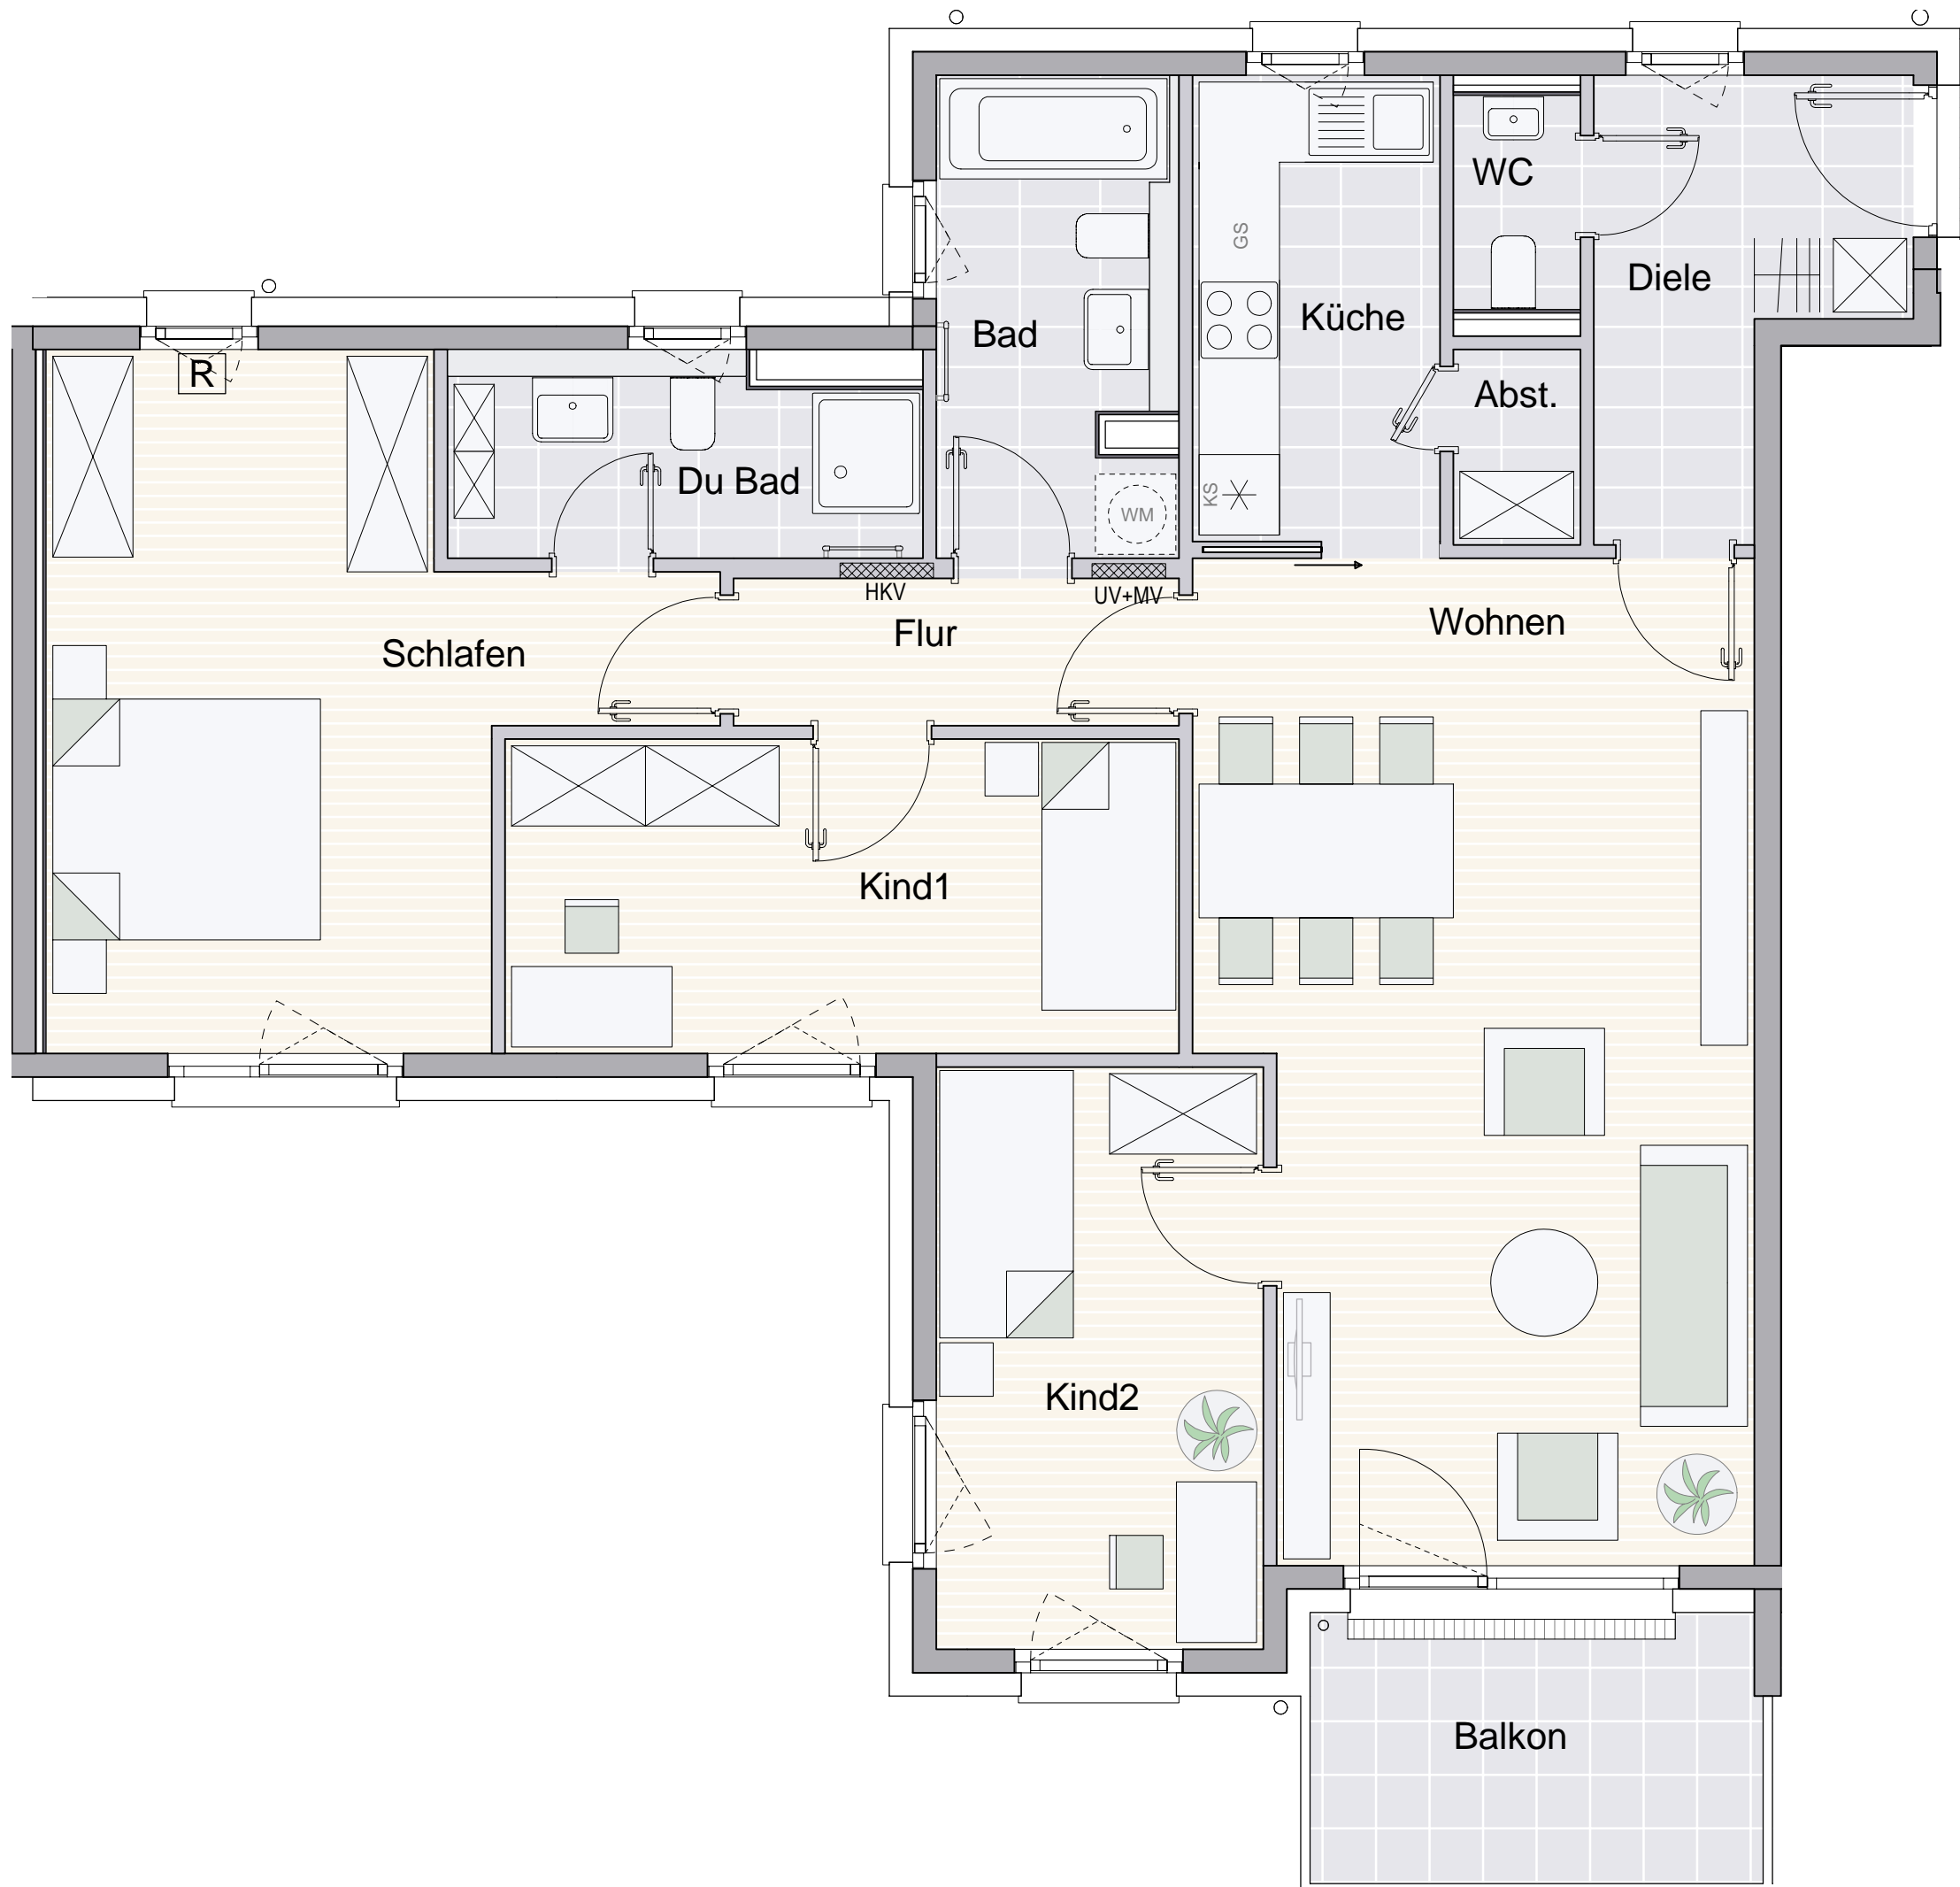 WC
GS
Diele
Küche
Bad
R
Abst.
Du Bad
KS
WM
HKV
UV+MV
Wohnen
Flur
Schlafen
Kind1
Kind2
Balkon